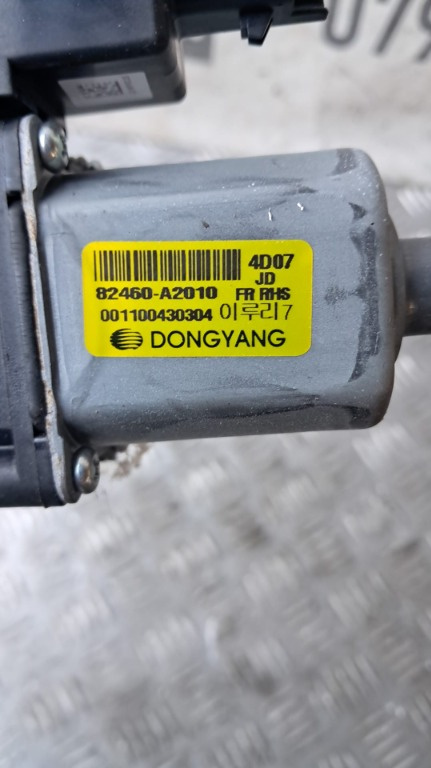 4D07
JD
82460-A2010 FR RHS
001100430304 이루리7
DONGYANG